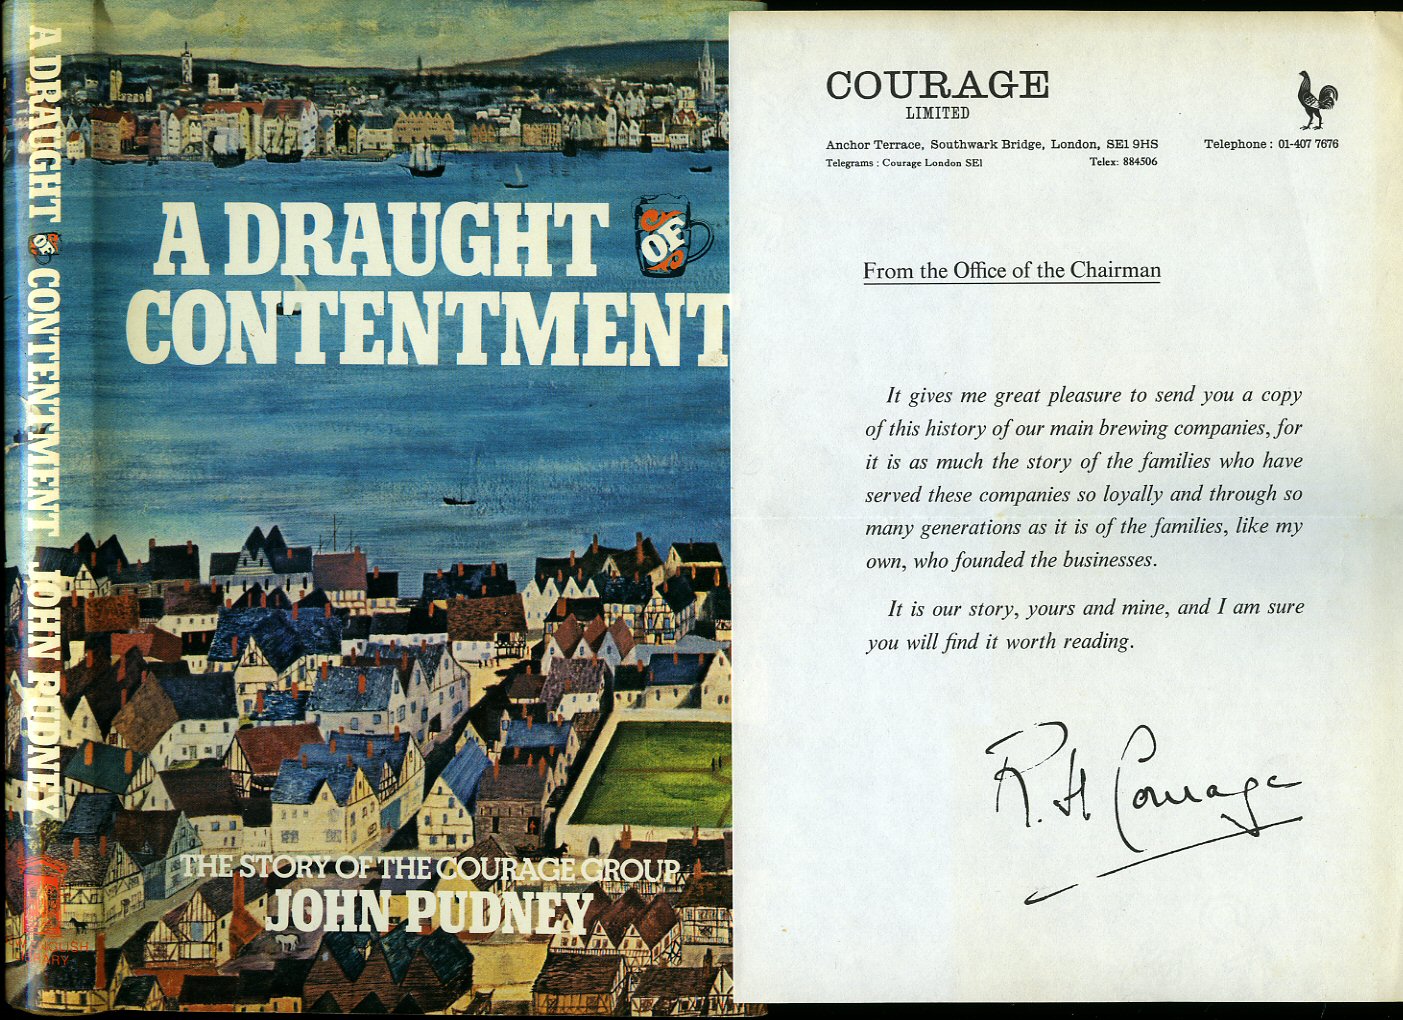 A DRAUGHT OF CONTENTMENT JOHN PUDNEY
A DRAUGHT OF
CONTENTMENT
THE STORY OF THE COURAGE GROUP
JOHN PUDNEY
COURAGE
LIMITED
Anchor Terrace, Southwark Bridge, London, SE1 9HS
Telephone: 01-407 7676
Telegrams: Courage London SE1
Telex: 884506
From the Office of the Chairman
It gives me great pleasure to send you a copy
of this history of our main brewing companies, for
it is as much the story of the families who have
served these companies so loyally and through so
many generations as it is of the families, like my
own, who founded the businesses.
It is our story, yours and mine, and I am sure
you will find it worth reading.
R. H Courage